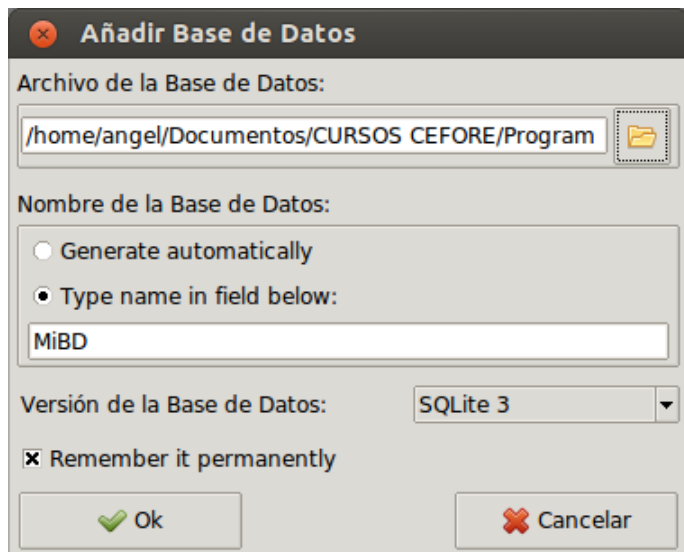 Añadir Base de Datos
Archivo de la Base de Datos:
/home/angel/Documentos/CURSOS CEFORE/Program
Nombre de la Base de Datos:
Generate automatically
Type name in field below:
MiBD
Versión de la Base de Datos: SQLite 3
Remember it permanently
Ok Cancelar